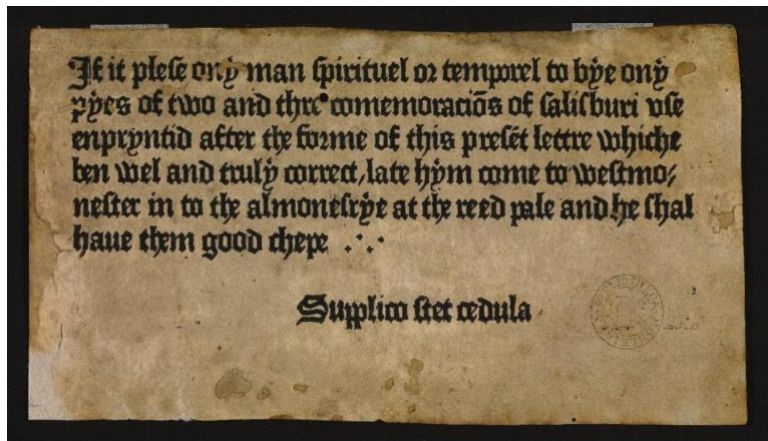 If it plese ony man spirituel or temporel to bye ony
pyes of two and thre comemoraciõs of salisburi vse
enpryntid after the forme of this presẽt lettre whiche
ben wel and truly correct, late hym come to westmo⸗
nester in to the almonesrye at the reed pale and he shal
haue them good chepe .·.
Supplico stet cedula